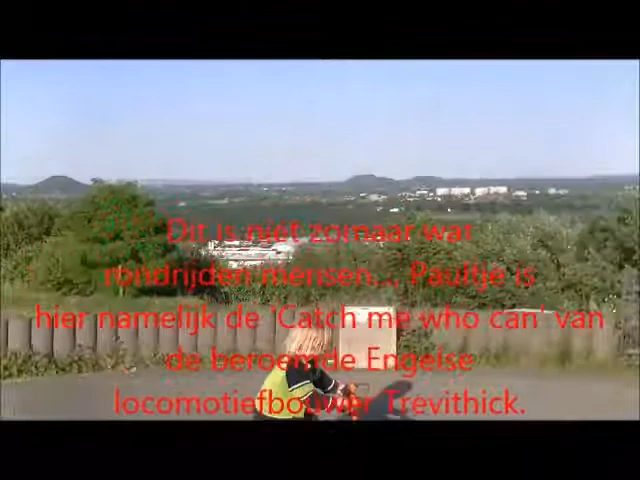 Dit is niet zomaar wat
rondrijden mensen... Paultje is
hier namelijk de 'Catch me who can' van
de beroemde Engelse
locomotiefbouwer Trevithick.